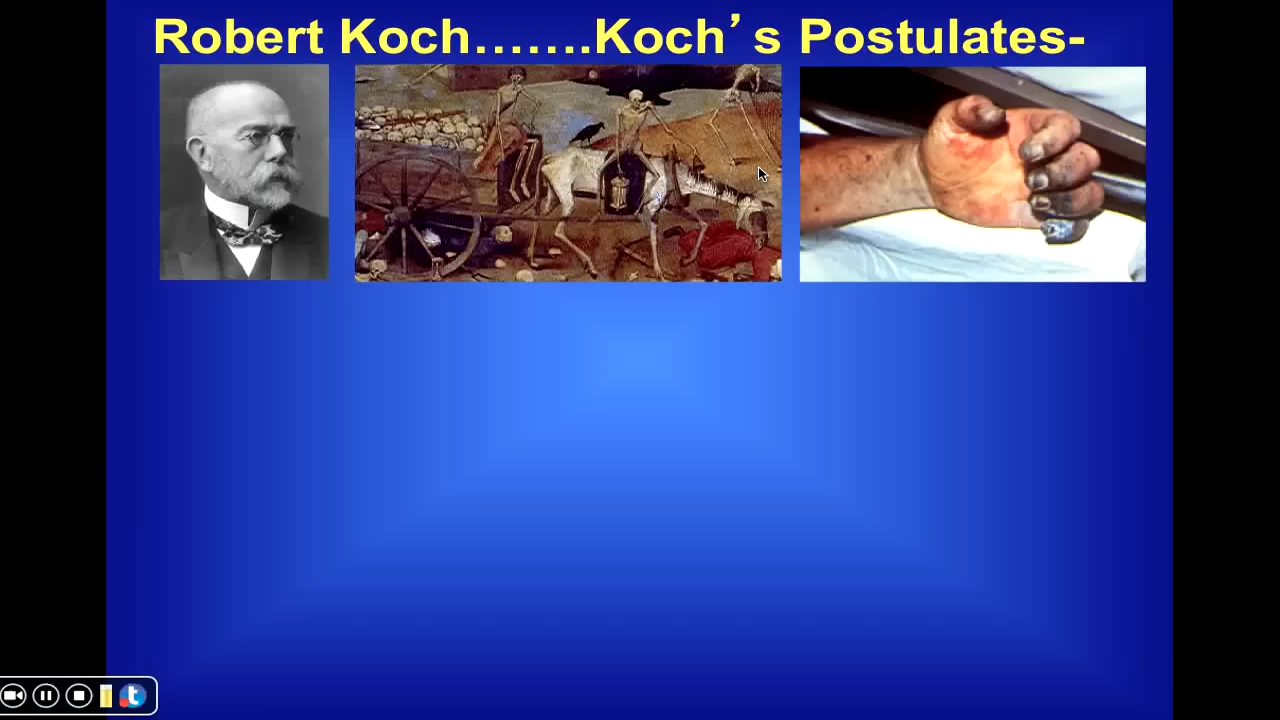 Robert Koch.......Koch’s Postulates-
t